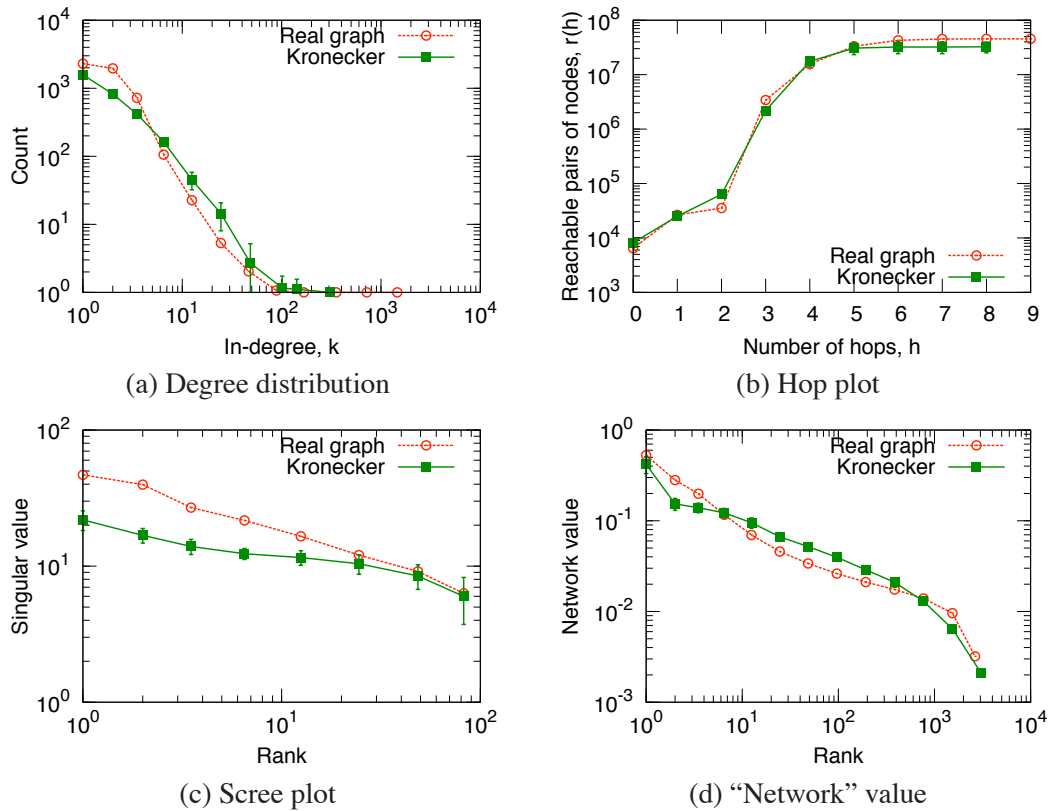 Real graph
Kronecker
Count
10^4
10^3
10^2
10^1
10^0
10^0 10^1 10^2 10^3 10^4
In-degree, k
(a) Degree distribution
Reachable pairs of nodes, r(h)
10^8
10^7
10^6
10^5
10^4
10^3
Real graph
Kronecker
0 1 2 3 4 5 6 7 8 9
Number of hops, h
(b) Hop plot
Real graph
Kronecker
Singular value
10^2
10^1
10^0
10^0 10^1 10^2
Rank
(c) Scree plot
Real graph
Kronecker
Network value
10^0
10^-1
10^-2
10^-3
10^0 10^1 10^2 10^3 10^4
Rank
(d) “Network” value